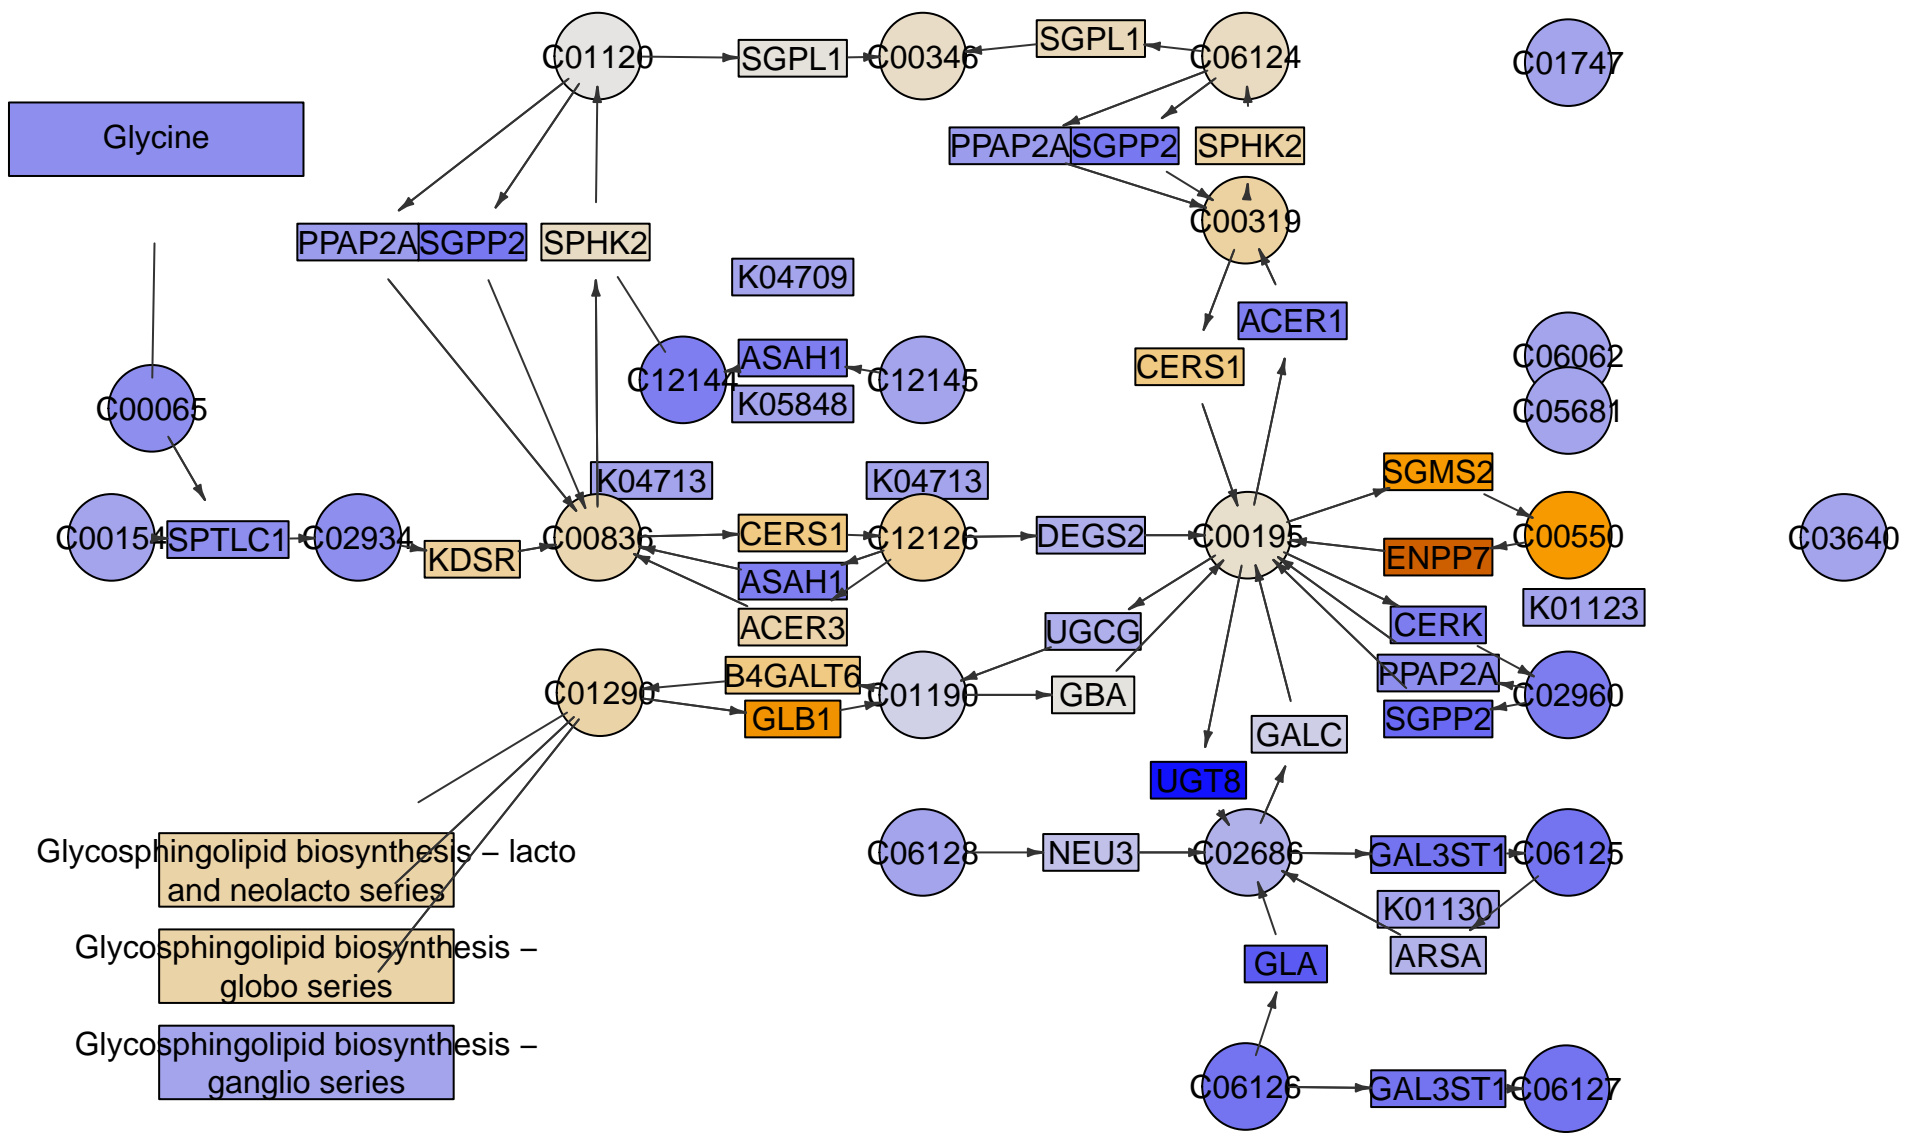 C01120
SGPL1
C00346
SGPL1
C06124
C01747
Glycine
PPAP2A
SGPP2
SPHK2
C00319
PPAP2A
SGPP2
SPHK2
K04709
ACER1
C12144
ASAH1
C12145
K05848
CERS1
C06062
C05681
C00065
K04713
K04713
SGMS2
C00154
SPTLC1
C02934
KDSR
C00836
CERS1
C12126
DEGS2
C00195
ENPP7
C00550
C03640
ASAH1
ACER3
UGCG
CERK
K01123
C01290
B4GALT6
GLB1
C01190
GBA
PPAP2A
SGPP2
C02960
GALC
UGT8
Glycosphingolipid biosynthesis – lacto
and neolacto series
C06128
NEU3
C02686
GAL3ST1
C06125
K01130
ARSA
Glycosphingolipid biosynthesis –
globo series
GLA
Glycosphingolipid biosynthesis –
ganglio series
C06126
GAL3ST1
C06127